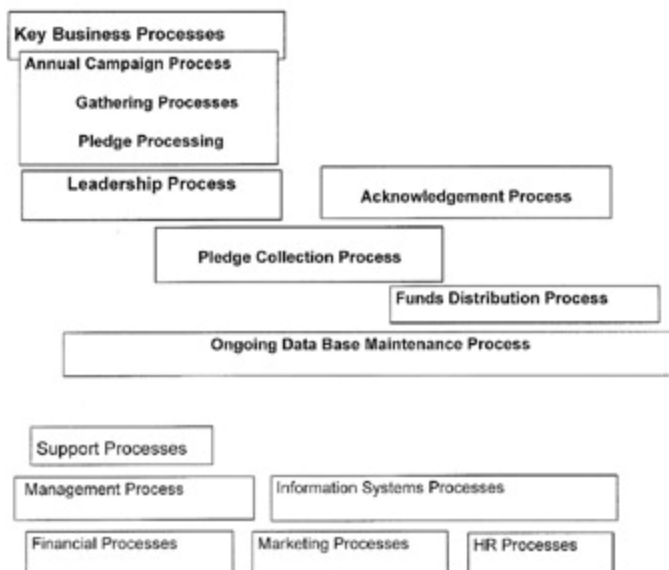 Key Business Processes
Annual Campaign Process
Gathering Processes
Pledge Processing
Leadership Process
Acknowledgement Process
Pledge Collection Process
Funds Distribution Process
Ongoing Data Base Maintenance Process
Support Processes
Management Process
Information Systems Processes
Financial Processes
Marketing Processes
HR Processes